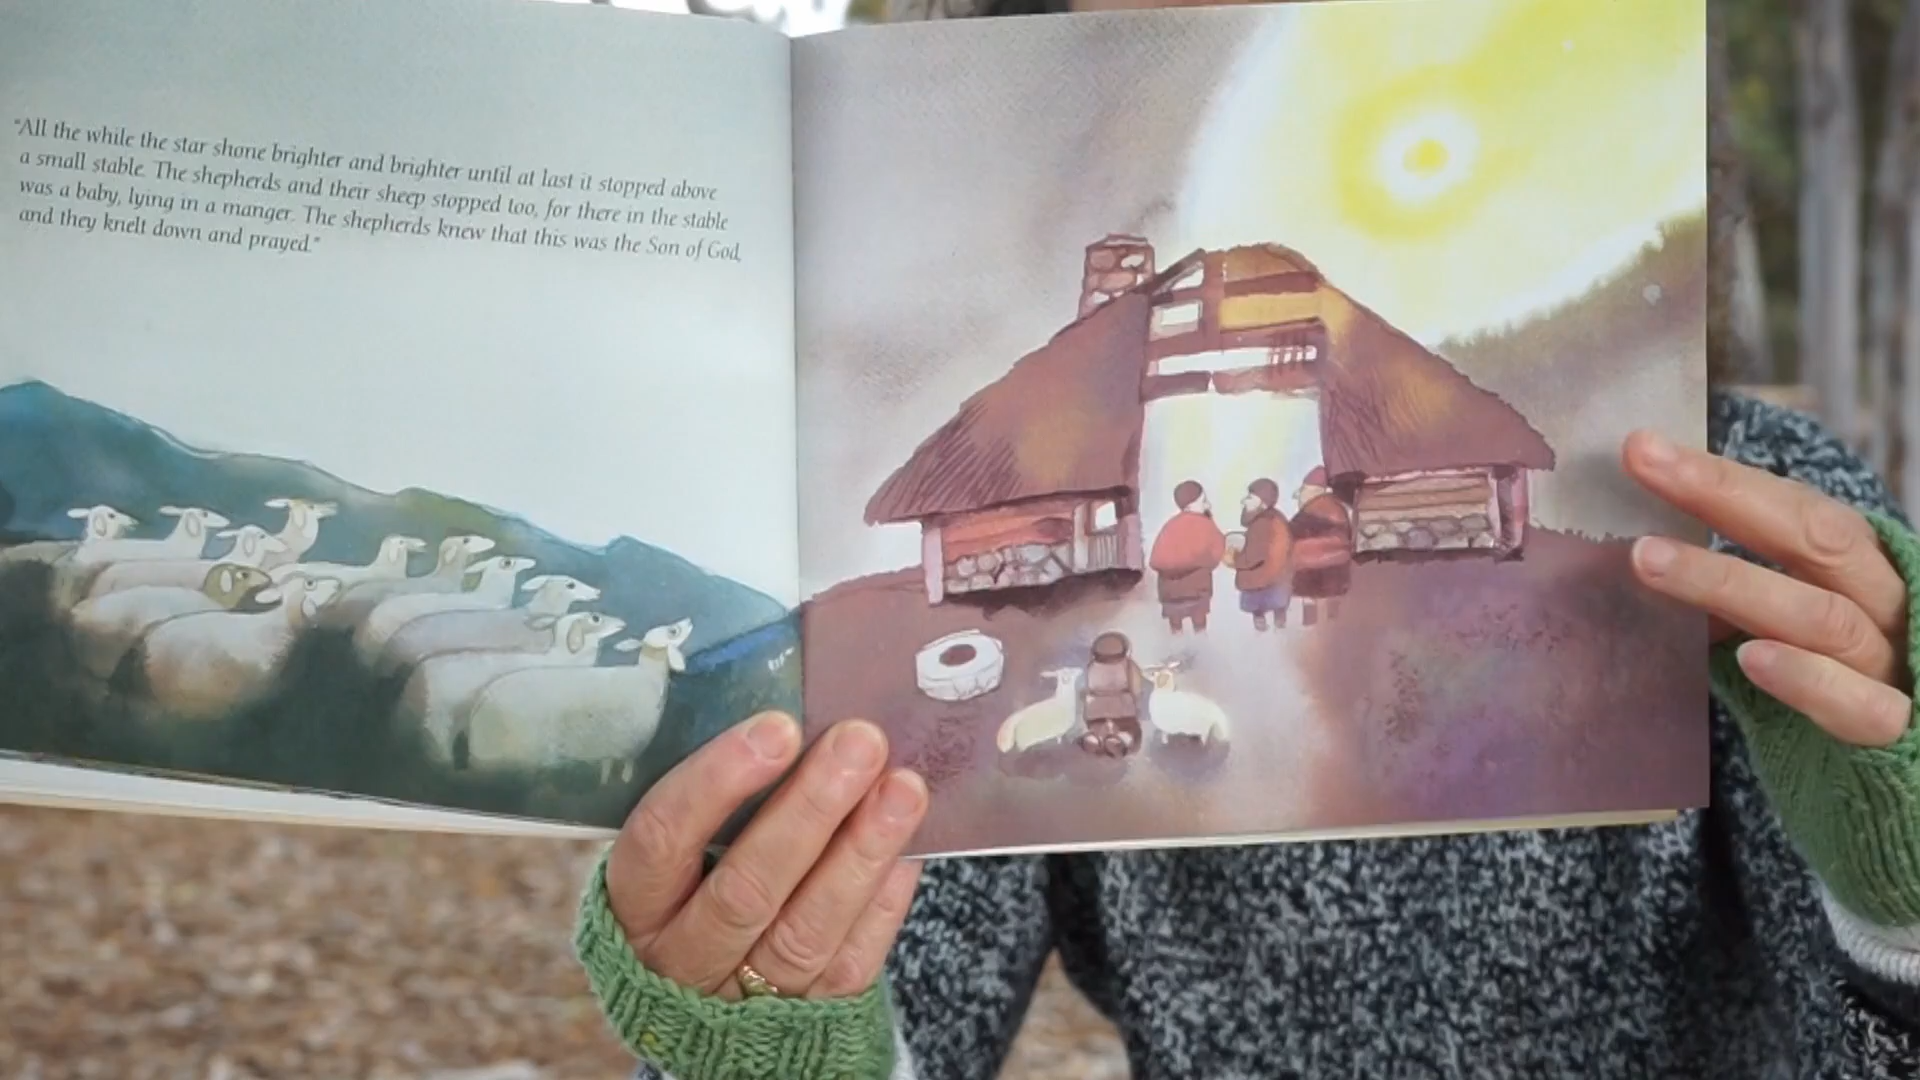 "All the while the star shone brighter and brighter until at last it stopped above
a small stable. The shepherds and their sheep stopped too, for there in the stable
was a baby, lying in a manger. The shepherds knew that this was the Son of God,
and they knelt down and prayed."